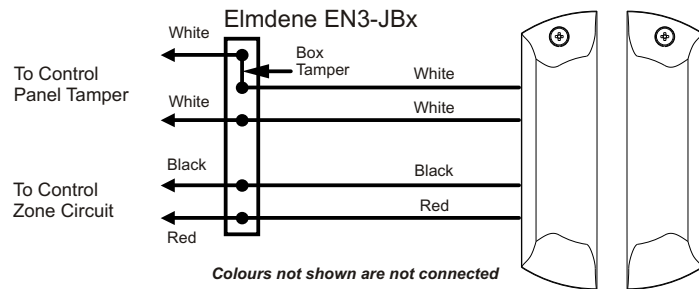 Elmdene EN3-JBx
White
Box
Tamper
To Control
Panel Tamper
White
White
White
Black
Black
To Control
Zone Circuit
Red
Red
Colours not shown are not connected